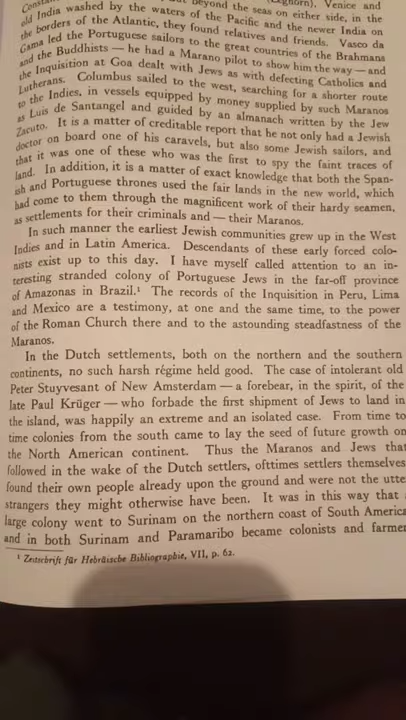 Constan
beyond the seas on either side, in the
old India washed by the waters of the Pacific and the newer India on
the borders of the Atlantic, they found relatives and friends. Vasco da
Gama led the Portuguese sailors to the great countries of the Brahmans
and the Buddhists — he had a Marano pilot to show him the way — and
the Inquisition at Goa dealt with Jews as with defecting Catholics and
Lutherans. Columbus sailed to the west, searching for a shorter route
to the Indies, in vessels equipped by money supplied by such Maranos
as Luis de Santangel and guided by an almanach written by the Jew
Zacuto. It is a matter of creditable report that he not only had a Jewish
doctor on board one of his caravels, but also some Jewish sailors, and
that it was one of these who was the first to spy the faint traces of
land. In addition, it is a matter of exact knowledge that both the Span-
ish and Portuguese thrones used the fair lands in the new world, which
had come to them through the magnificent work of their hardy seamen,
as settlements for their criminals and — their Maranos.
In such manner the earliest Jewish communities grew up in the West
Indies and in Latin America. Descendants of these early forced colo-
nists exist up to this day. I have myself called attention to an in-
teresting stranded colony of Portuguese Jews in the far-off province
of Amazonas in Brazil.¹ The records of the Inquisition in Peru, Lima
and Mexico are a testimony, at one and the same time, to the power
of the Roman Church there and to the astounding steadfastness of the
Maranos.
In the Dutch settlements, both on the northern and the southern
continents, no such harsh régime held good. The case of intolerant old
Peter Stuyvesant of New Amsterdam — a forebear, in the spirit, of the
late Paul Krüger — who forbade the first shipment of Jews to land in
the island, was happily an extreme and an isolated case. From time to
time colonies from the south came to lay the seed of future growth on
the North American continent. Thus the Maranos and Jews that
followed in the wake of the Dutch settlers, ofttimes settlers themselves
found their own people already upon the ground and were not the utte
strangers they might otherwise have been. It was in this way that a
large colony went to Surinam on the northern coast of South America
and in both Surinam and Paramaribo became colonists and farmer
¹ Zeitschrift für Hebräische Bibliographie, VII, p. 62.